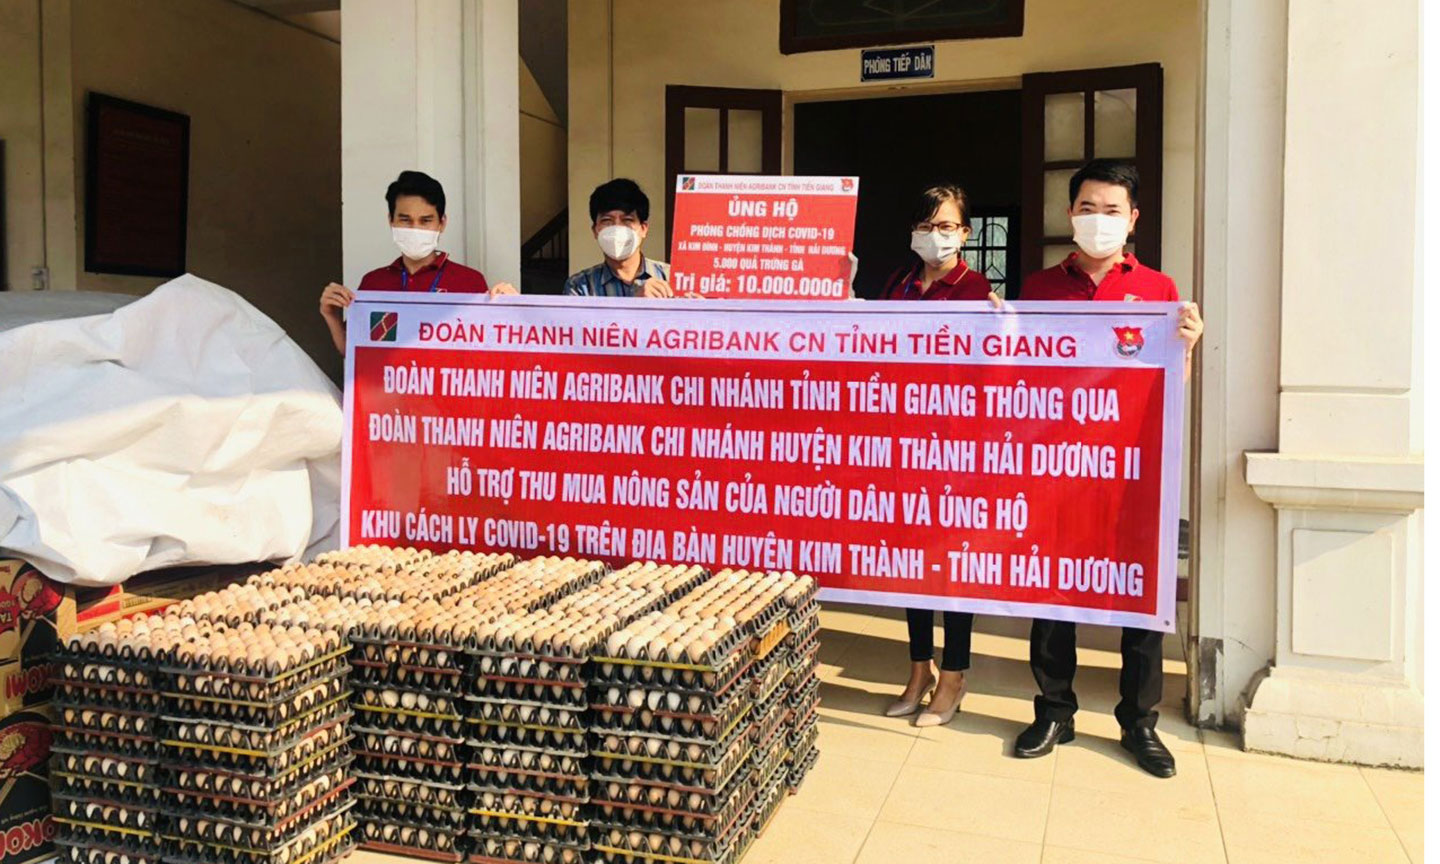 PHÒNG TIẾP DÂN
ĐOÀN THANH NIÊN AGRIBANK CN TỈNH TIỀN GIANG
ỦNG HỘ
PHÒNG CHỐNG DỊCH COVID-19
XÃ KIM ĐÍNH - HUYỆN KIM THÀNH - TỈNH HẢI DƯƠNG
5.000 QUẢ TRỨNG GÀ
Trị giá: 10.000.000đ
ĐOÀN THANH NIÊN AGRIBANK CN TỈNH TIỀN GIANG
ĐOÀN THANH NIÊN AGRIBANK CHI NHÁNH TỈNH TIỀN GIANG THÔNG QUA
ĐOÀN THANH NIÊN AGRIBANK CHI NHÁNH HUYỆN KIM THÀNH HẢI DƯƠNG II
HỖ TRỢ THU MUA NÔNG SẢN CỦA NGƯỜI DÂN VÀ ỦNG HỘ
KHU CÁCH LY COVID-19 TRÊN ĐỊA BÀN HUYỆN KIM THÀNH - TỈNH HẢI DƯƠNG